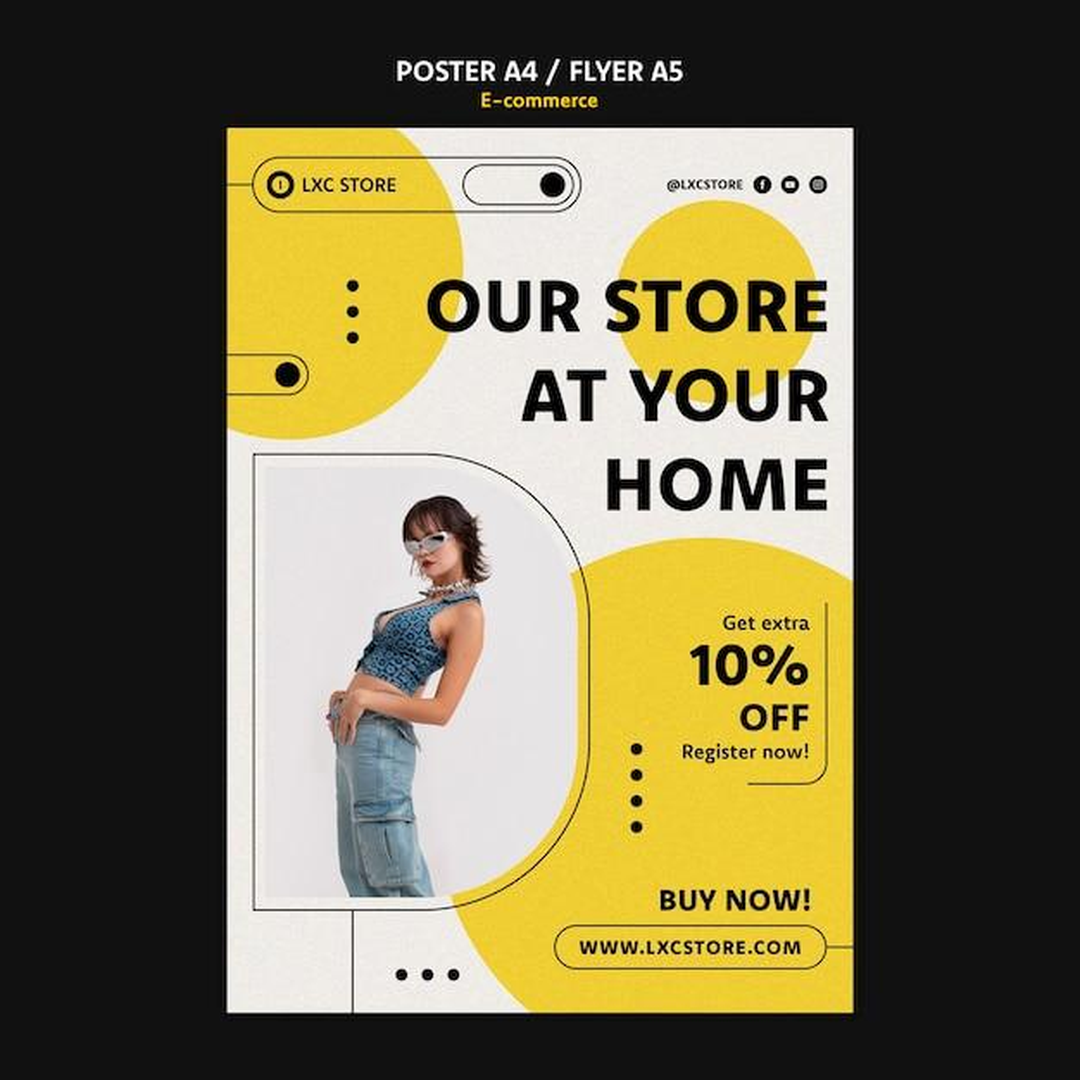 POSTER A4 / FLYER A5
E-commerce
LXC STORE
@LXCSTORE
OUR STORE
AT YOUR
HOME
Get extra
10%
OFF
Register now!
BUY NOW!
WWW.LXCSTORE.COM